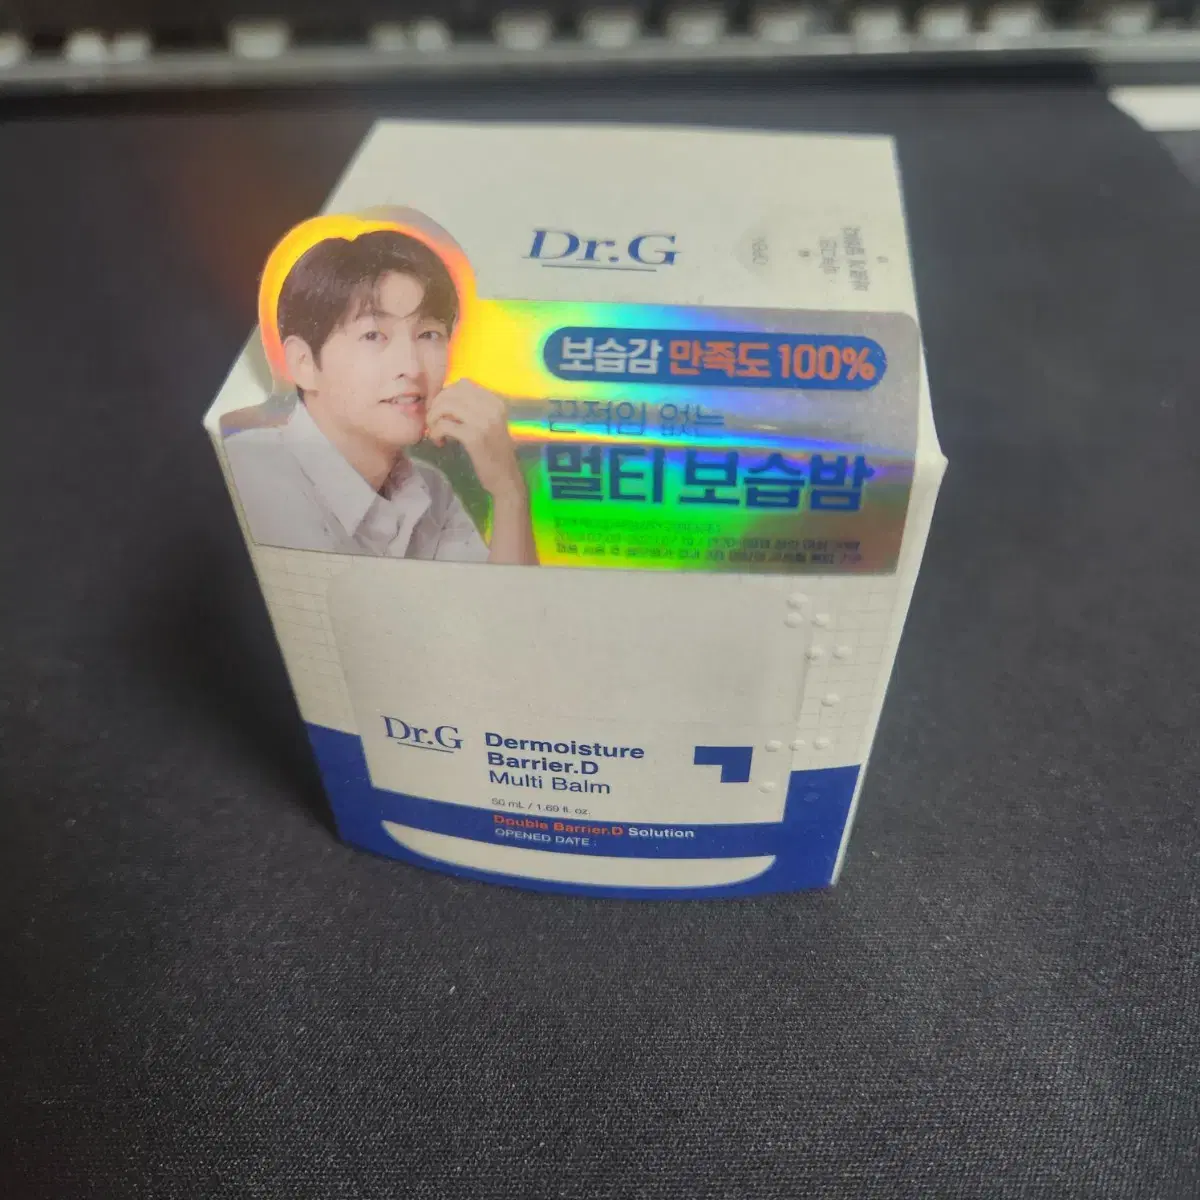 Dr.G
보습감 만족도 100%
끈적임 없는
멀티 보습밤
Dr.G
Dermoisture
Barrier.D
Multi Balm
50 mL / 1.69 fl. oz.
Double Barrier.D Solution
OPENED DATE :